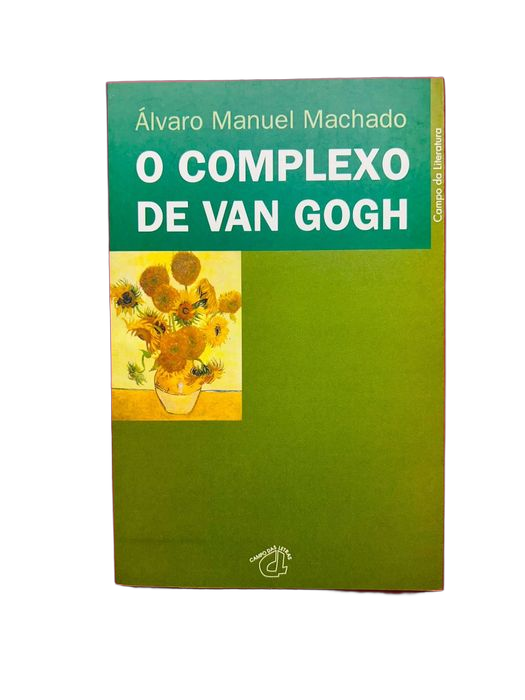 Álvaro Manuel Machado
O COMPLEXO
DE VAN GOGH
Campo da Literatura
CAMPO DAS LETRAS